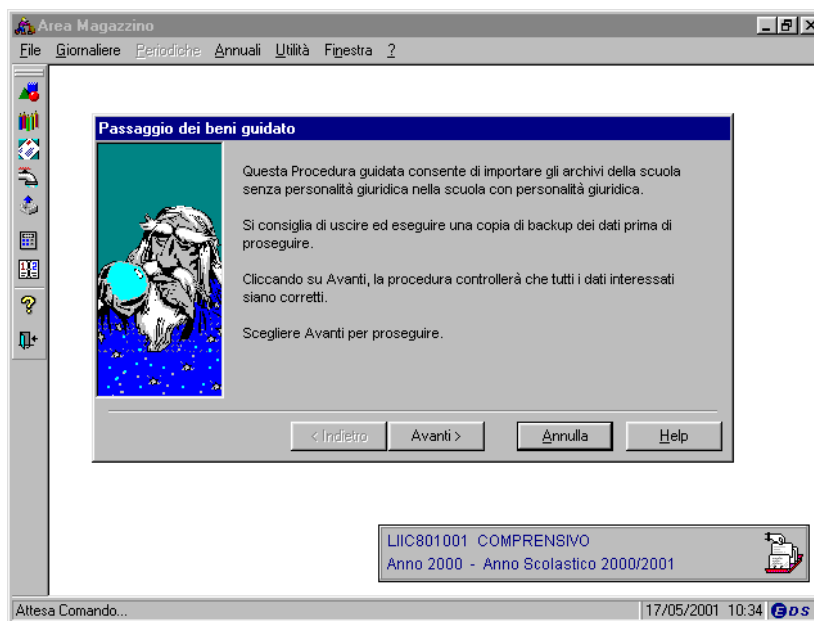 Area Magazzino
File Giornaliere Periodiche Annuali Utilità Finestra ?
Passaggio dei beni guidato
Questa Procedura guidata consente di importare gli archivi della scuola
senza personalità giuridica nella scuola con personalità giuridica.
Si consiglia di uscire ed eseguire una copia di backup dei dati prima di
proseguire.
Cliccando su Avanti, la procedura controllerà che tutti i dati interessati
siano corretti.
Scegliere Avanti per proseguire.
< Indietro Avanti > Annulla Help
LIIC801001 COMPRENSIVO
Anno 2000 - Anno Scolastico 2000/2001
Attesa Comando... 17/05/2001 10:34 EDS